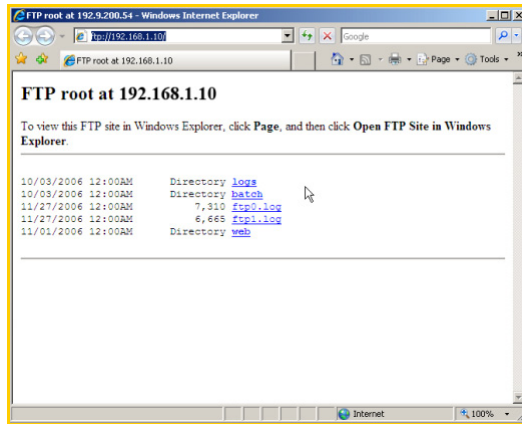 FTP root at 192.9.200.54 - Windows Internet Explorer
ftp://192.168.1.10/
Google
FTP root at 192.168.1.10
Page
Tools
FTP root at 192.168.1.10
To view this FTP site in Windows Explorer, click Page, and then click Open FTP Site in Windows
Explorer.
10/03/2006 12:00AM Directory logs
10/03/2006 12:00AM Directory batch
11/27/2006 12:00AM 7,310 ftp0.log
11/27/2006 12:00AM 6,665 ftp1.log
11/01/2006 12:00AM Directory web
Internet
100%